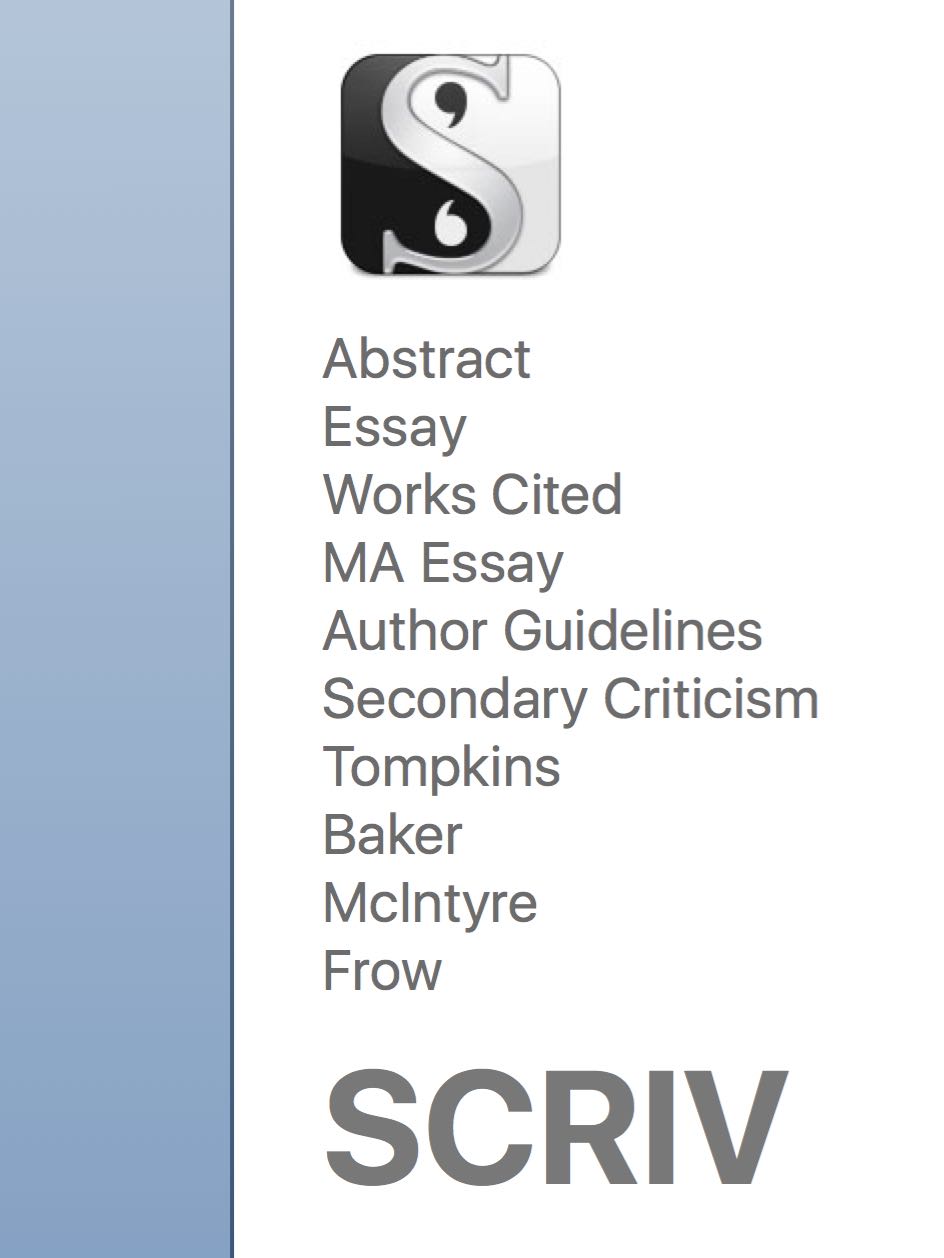 Abstract
Essay
Works Cited
MA Essay
Author Guidelines
Secondary Criticism
Tompkins
Baker
McIntyre
Frow
SCRIV